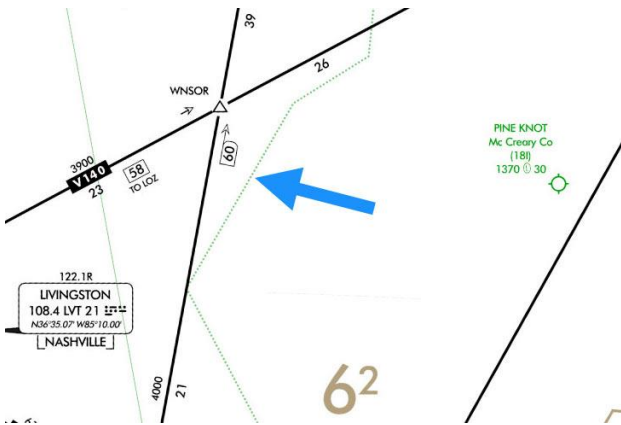 39
26
WNSOR
60
3900
V140
23
58
TO LOZ
PINE KNOT
Mc Creary Co
(18I)
1370 Ⓛ 30
122.1R
LIVINGSTON
108.4 LVT 21
N36°35.07' W85°10.00'
NASHVILLE
4000
21
6²